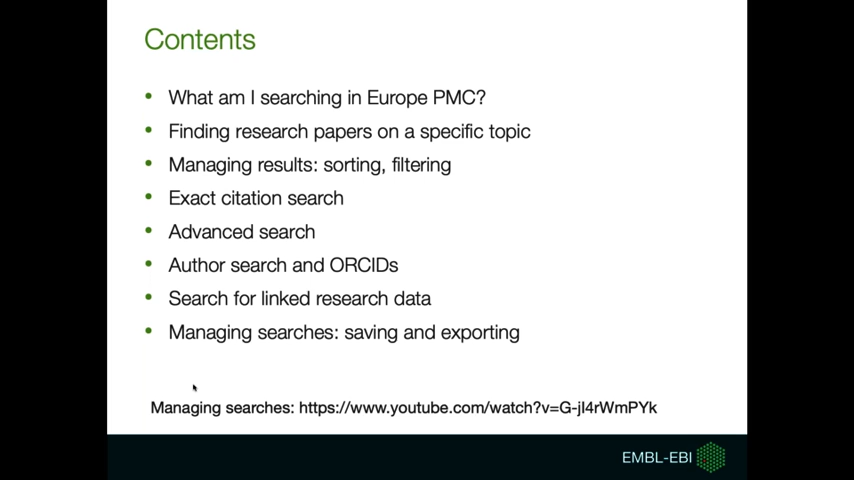 Contents
• What am I searching in Europe PMC?
• Finding research papers on a specific topic
• Managing results: sorting, filtering
• Exact citation search
• Advanced search
• Author search and ORCIDs
• Search for linked research data
• Managing searches: saving and exporting
Managing searches: https://www.youtube.com/watch?v=G-jI4rWmPYk
EMBL-EBI